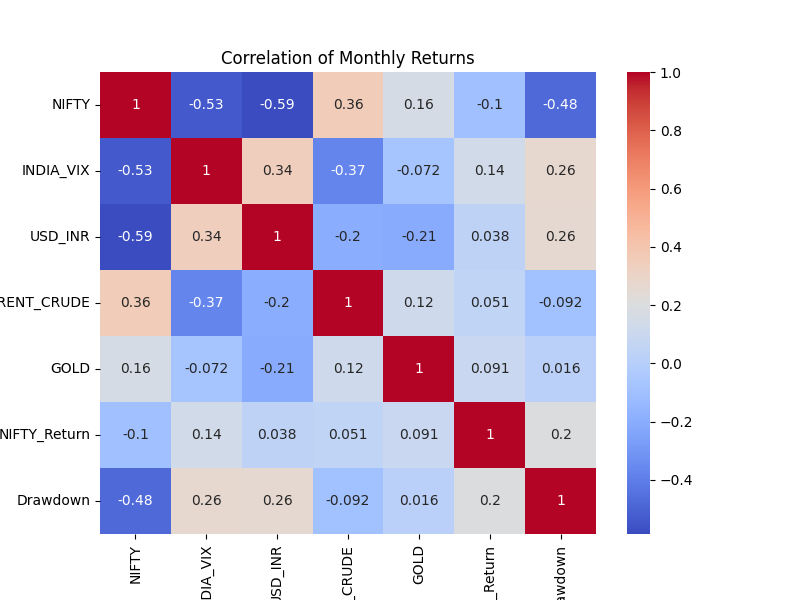 Correlation of Monthly Returns
NIFTY 1 -0.53 -0.59 0.36 0.16 -0.1 -0.48
INDIA_VIX -0.53 1 0.34 -0.37 -0.072 0.14 0.26
USD_INR -0.59 0.34 1 -0.2 -0.21 0.038 0.26
RENT_CRUDE 0.36 -0.37 -0.2 1 0.12 0.051 -0.092
GOLD 0.16 -0.072 -0.21 0.12 1 0.091 0.016
NIFTY_Return -0.1 0.14 0.038 0.051 0.091 1 0.2
Drawdown -0.48 0.26 0.26 -0.092 0.016 0.2 1
NIFTY
DIA_VIX
USD_INR
_CRUDE
GOLD
_Return
awdown
1.0
0.8
0.6
0.4
0.2
0.0
−0.2
−0.4